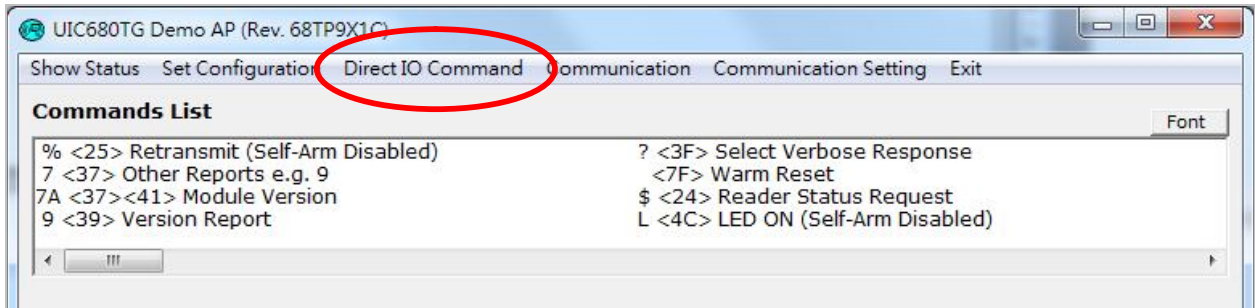 UIC680TG Demo AP (Rev. 68TP9X1C)
Show Status Set Configuration Direct IO Command Communication Communication Setting Exit
Commands List
Font
% <25> Retransmit (Self-Arm Disabled)
7 <37> Other Reports e.g. 9
7A <37><41> Module Version
9 <39> Version Report
? <3F> Select Verbose Response
<7F> Warm Reset
$ <24> Reader Status Request
L <4C> LED ON (Self-Arm Disabled)